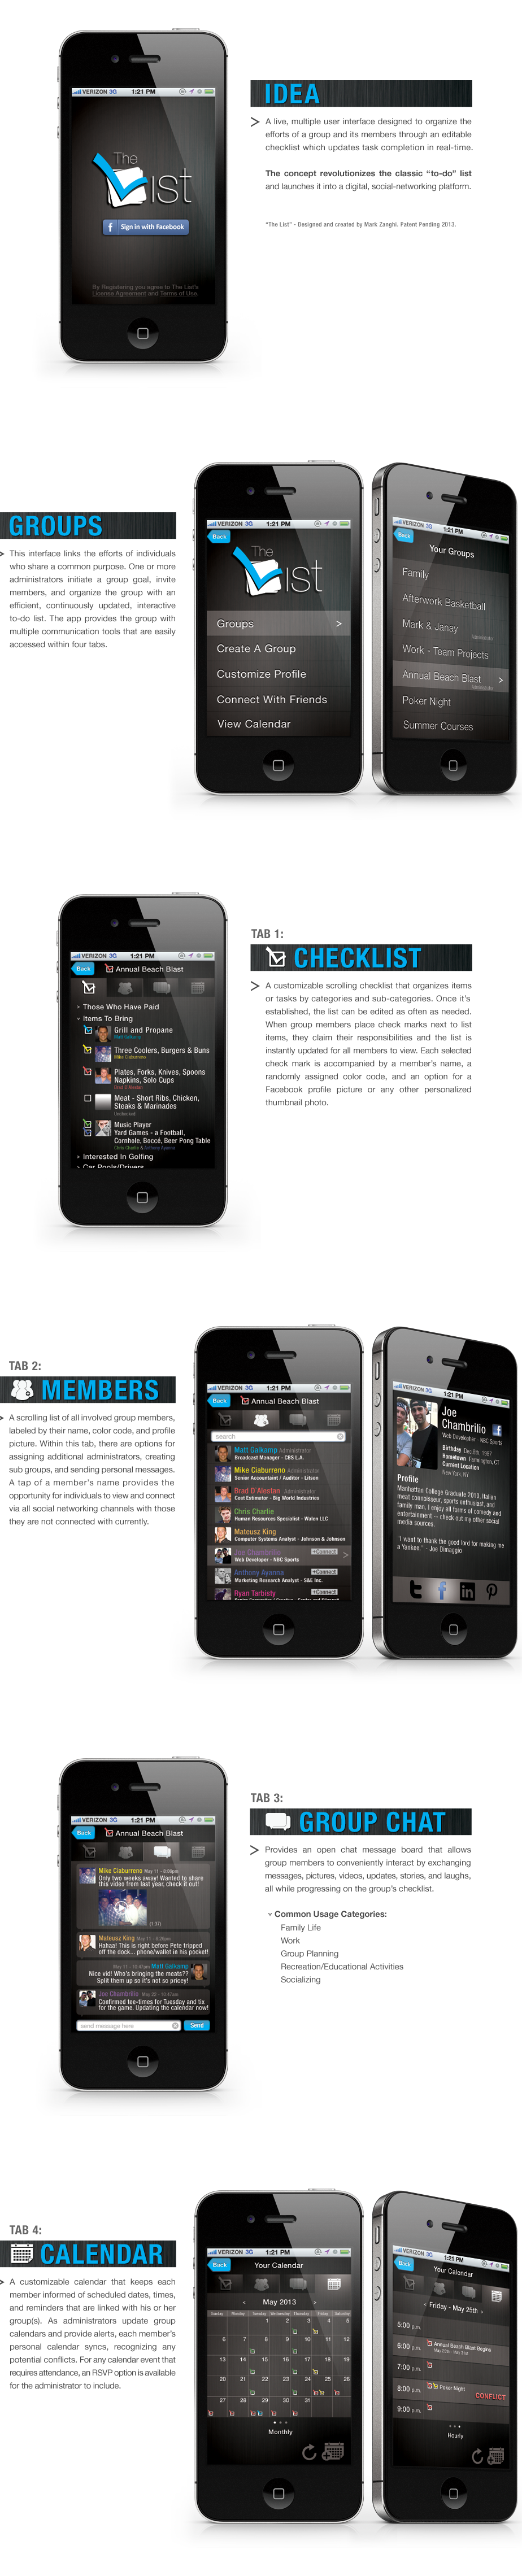 VERIZON 3G 1:21 PM
The
List
f Sign in with Facebook
By Registering you agree to The List's
License Agreement and Terms of Use.
IDEA
A live, multiple user interface designed to organize the
efforts of a group and its members through an editable
checklist which updates task completion in real-time.
The concept revolutionizes the classic “to-do” list
and launches it into a digital, social-networking platform.
“The List” - Designed and created by Mark Zanghi. Patent Pending 2013.
GROUPS
This interface links the efforts of individuals
who share a common purpose. One or more
administrators initiate a group goal, invite
members, and organize the group with an
efficient, continuously updated, interactive
to-do list. The app provides the group with
multiple communication tools that are easily
accessed within four tabs.
VERIZON 3G 1:21 PM
Back
The
List
Groups >
Create A Group
Customize Profile
Connect With Friends
View Calendar
VERIZON 3G 1:21 PM
Back
Your Groups
Family
Afterwork Basketball
Mark & Janay
Administrator
Work - Team Projects
Annual Beach Blast >
Administrator
Poker Night
Summer Courses
VERIZON 3G 1:21 PM
Back Annual Beach Blast
Those Who Have Paid
Items To Bring
Grill and Propane
Matt Galkamp
Three Coolers, Burgers & Buns
Mike Ciaburreno
Plates, Forks, Knives, Spoons
Napkins, Solo Cups
Brad D'Alestan
Meat - Short Ribs, Chicken,
Steaks & Marinades
Unchecked
Music Player
Yard Games - a Football,
Cornhole, Boccé, Beer Pong Table
Chris Charlie & Anthony Ayanna
Interested In Golfing
Car Pools/Drivers
TAB 1:
CHECKLIST
A customizable scrolling checklist that organizes items
or tasks by categories and sub-categories. Once it's
established, the list can be edited as often as needed.
When group members place check marks next to list
items, they claim their responsibilities and the list is
instantly updated for all members to view. Each selected
check mark is accompanied by a member's name, a
randomly assigned color code, and an option for a
Facebook profile picture or any other personalized
thumbnail photo.
TAB 2:
MEMBERS
A scrolling list of all involved group members,
labeled by their name, color code, and profile
picture. Within this tab, there are options for
assigning additional administrators, creating
sub groups, and sending personal messages.
A tap of a member's name provides the
opportunity for individuals to view and connect
via all social networking channels with those
they are not connected with currently.
VERIZON 3G 1:21 PM
Back Annual Beach Blast
search
Matt Galkamp Administrator
Broadcast Manager - CBS L.A.
Mike Ciaburreno Administrator
Senior Accountant / Auditor - Litson
Brad D'Alestan Administrator
Cost Estimator - Big World Industries
Chris Charlie
Human Resources Specialist - Walen LLC
Mateusz King
Computer Systems Analyst - Johnson & Johnson
Joe Chambrilio +Connect >
Web Developer - NBC Sports
Anthony Ayanna +Connect
Marketing Research Analyst - S&E Inc.
Ryan Tarbisty +Connect
VERIZON 3G 1:21 PM
Joe
Chambrilio
Web Developer - NBC Sports
Birthday Dec 8th, 1987
Hometown Farmington, CT
Current Location
New York, NY
Profile
Manhattan College Graduate 2010. Italian
meat connoisseur, sports enthusiast, and
family man. I enjoy all forms of comedy and
entertainment -- check out my other social
media sources.
"I want to thank the good lord for making me
a Yankee." - Joe Dimaggio
VERIZON 3G 1:21 PM
Back Annual Beach Blast
Mike Ciaburreno May 11 - 8:09pm
Only two weeks away! Wanted to share
this video from last year, check it out!
(1:37)
Mateusz King
Hahaa! This is right before Pete tripped
off the dock... phone/wallet in his pocket!
Matt Galkamp
Nice vid! Who's bringing the meats??
Split them up so it's not so pricey!
Joe Chambrilio
Confirmed tee-times for Tuesday and tix
for the game. Updating the calendar now!
send message here Send
TAB 3:
GROUP CHAT
Provides an open chat message board that allows
group members to conveniently interact by exchanging
messages, pictures, videos, updates, stories, and laughs,
all while progressing on the group's checklist.
Common Usage Categories:
Family Life
Work
Group Planning
Recreation/Educational Activities
Socializing
TAB 4:
CALENDAR
A customizable calendar that keeps each
member informed of scheduled dates, times,
and reminders that are linked with his or her
group(s). As administrators update group
calendars and provide alerts, each member's
personal calendar syncs, recognizing any
potential conflicts. For any calendar event that
requires attendance, an RSVP option is available
for the administrator to include.
VERIZON 3G 1:21 PM
Back Your Calendar
< May 2013 >
Sunday Monday Tuesday Wednesday Thursday Friday Saturday
1 2 3 4 5
6 7 8 9 10 11 12
13 14 15 16 17 18 19
20 21 22 23 24 25 26
27 28 29 30 31
Monthly
VERIZON 3G 1:21 PM
Back Your Calendar
< Friday - May 25th >
5:00 p.m.
6:00 p.m. Annual Beach Blast Begins
May 25th - May 31st
7:00 p.m.
8:00 p.m. Poker Night
CONFLICT
9:00 p.m.
Hourly